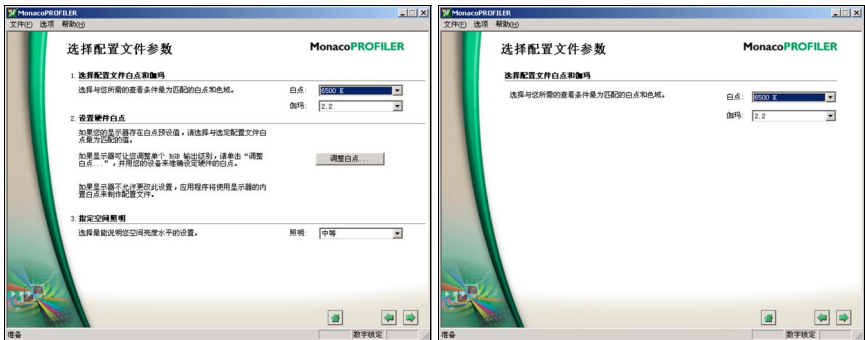 MonacoPROFILER
文件(F) 选项 帮助(H)
选择配置文件参数
MonacoPROFILER
1. 选择配置文件白点和伽玛
选择与您所需的查看条件最为匹配的白点和色域。
白点: 6500 K
伽玛: 2.2
2. 设置硬件白点
如果您的显示器存在白点预设值，请选择与选定配置文件白
点最为匹配的值。
如果显示器可让您调整单个 RGB 输出级别，请单击“调整
白点...”，并用您的设备来准确设定硬件的白点。
调整白点...
如果显示器不允许更改此设置，应用程序将使用显示器的内
置白点来制作配置文件。
3. 指定空间照明
选择最能说明您空间亮度水平的设置。
照明: 中等
准备
数字锁定
MonacoPROFILER
文件(F) 选项 帮助(H)
选择配置文件参数
MonacoPROFILER
选择配置文件白点和伽玛
选择与您所需的查看条件最为匹配的白点和色域。
白点: 6500 K
伽玛: 2.2
准备
数字锁定